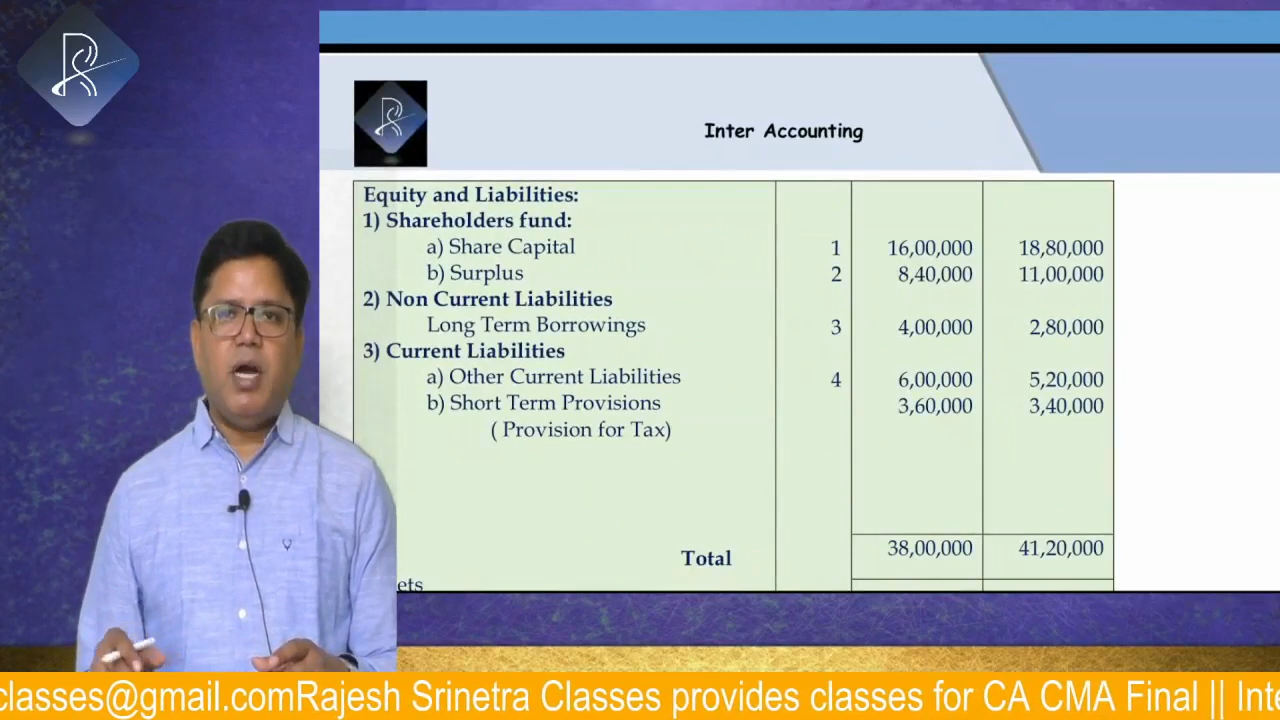 Inter Accounting
Equity and Liabilities:
1) Shareholders fund:
a) Share Capital 1 16,00,000 18,80,000
b) Surplus 2 8,40,000 11,00,000
2) Non Current Liabilities
Long Term Borrowings 3 4,00,000 2,80,000
3) Current Liabilities
a) Other Current Liabilities 4 6,00,000 5,20,000
b) Short Term Provisions 3,60,000 3,40,000
( Provision for Tax)
Total 38,00,000 41,20,000
ets
classes@gmail.comRajesh Srinetra Classes provides classes for CA CMA Final || Inte